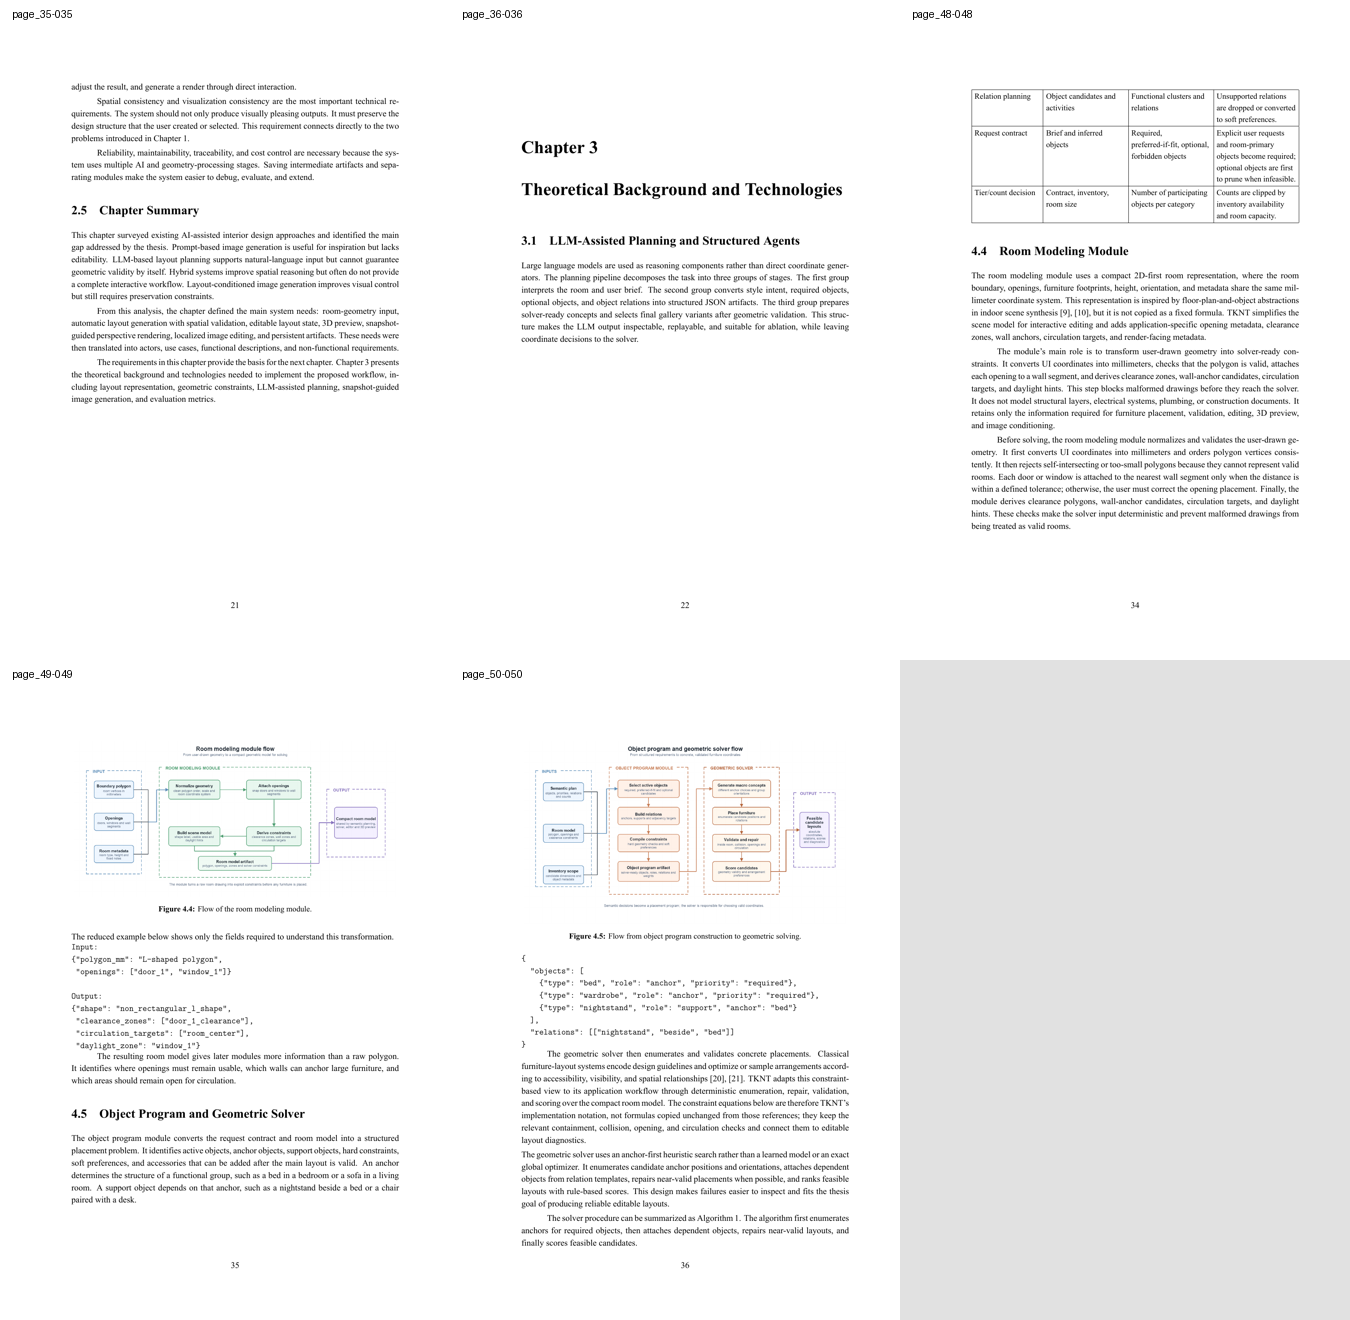 page_35-035
adjust the result, and generate a render through direct interaction.
Spatial consistency and visualization consistency are the most important technical re-
quirements. The system should not only produce visually pleasing outputs. It must preserve the
design structure that the user created or selected. This requirement connects directly to the two
problems introduced in Chapter 1.
Reliability, maintainability, traceability, and cost control are necessary because the sys-
tem uses multiple AI and geometry-processing stages. Saving intermediate artifacts and sepa-
rating modules make the system easier to debug, evaluate, and extend.
2.5 Chapter Summary
This chapter surveyed existing AI-assisted interior design approaches and identified the main
gap addressed by the thesis. Prompt-based image generation is useful for inspiration but lacks
editability. LLM-based layout planning supports natural-language input but cannot guarantee
geometric validity by itself. Hybrid systems improve spatial reasoning but often do not provide
a complete interactive workflow. Layout-conditioned image generation improves visual control
but still requires preservation constraints.
From this analysis, the chapter defined the main system needs: room-geometry input,
automatic layout generation with spatial validation, editable layout state, 3D preview, snapshot-
guided perspective rendering, localized image editing, and persistent artifacts. These needs were
then translated into actors, use cases, functional descriptions, and non-functional requirements.
The requirements in this chapter provide the basis for the next chapter. Chapter 3 presents
the theoretical background and technologies needed to implement the proposed workflow, in-
cluding layout representation, geometric constraints, LLM-assisted planning, snapshot-guided
image generation, and evaluation metrics.
21
page_36-036
Chapter 3
Theoretical Background and Technologies
3.1 LLM-Assisted Planning and Structured Agents
Large language models are used as reasoning components rather than direct coordinate gener-
ators. The planning pipeline decomposes the task into three groups of stages. The first group
interprets the room and user brief. The second group converts style intent, required objects,
optional objects, and object relations into structured JSON artifacts. The third group prepares
solver-ready concepts and selects final gallery variants after geometric validation. This struc-
ture makes the LLM output inspectable, replayable, and suitable for ablation, while leaving
coordinate decisions to the solver.
22
page_48-048
Relation planning
Object candidates and
activities
Functional clusters and
relations
Unsupported relations
are dropped or converted
to soft preferences.
Request contract
Brief and inferred
objects
Required,
preferred-if-fit, optional,
forbidden objects
Explicit user requests
and room-primary
objects become required;
optional objects are first
to prune when infeasible.
Tier/count decision
Contract, inventory,
room size
Number of participating
objects per category
Counts are clipped by
inventory availability
and room capacity.
4.4 Room Modeling Module
The room modeling module uses a compact 2D-first room representation, where the room
boundary, openings, furniture footprints, height, orientation, and metadata share the same mil-
limeter coordinate system. This representation is inspired by floor-plan-and-object abstractions
in indoor scene synthesis [9], [10], but it is not copied as a fixed formula. TKNT simplifies the
scene model for interactive editing and adds application-specific opening metadata, clearance
zones, wall anchors, circulation targets, and render-facing metadata.
The module's main role is to transform user-drawn geometry into solver-ready con-
straints. It converts UI coordinates into millimeters, checks that the polygon is valid, attaches
each opening to a wall segment, and derives clearance zones, wall-anchor candidates, circulation
targets, and daylight hints. This step blocks malformed drawings before they reach the solver.
It does not model structural layers, electrical systems, plumbing, or construction documents. It
retains only the information required for furniture placement, validation, editing, 3D preview,
and image conditioning.
Before solving, the room modeling module normalizes and validates the user-drawn ge-
ometry. It first converts UI coordinates into millimeters and orders polygon vertices consis-
tently. It then rejects self-intersecting or too-small polygons because they cannot represent valid
rooms. Each door or window is attached to the nearest wall segment only when the distance is
within a defined tolerance; otherwise, the user must correct the opening placement. Finally, the
module derives clearance polygons, wall-anchor candidates, circulation targets, and daylight
hints. These checks make the solver input deterministic and prevent malformed drawings from
being treated as valid rooms.
34
page_49-049
Room modeling module flow
INPUT
ROOM MODELING MODULE
OUTPUT
Boundary polygon
Openings
Room metadata
Normalize geometry
Attach openings
Build scene model
Derive constraints
Room model artifact
Compact room model
Figure 4.4: Flow of the room modeling module.
The reduced example below shows only the fields required to understand this transformation.
Input:
{"polygon_mm": "L-shaped polygon",
"openings": ["door_1", "window_1"]}
Output:
{"shape": "non_rectangular_l_shape",
"clearance_zones": ["door_1_clearance"],
"circulation_targets": ["room_center"],
"daylight_zone": "window_1"}
The resulting room model gives later modules more information than a raw polygon.
It identifies where openings must remain usable, which walls can anchor large furniture, and
which areas should remain open for circulation.
4.5 Object Program and Geometric Solver
The object program module converts the request contract and room model into a structured
placement problem. It identifies active objects, anchor objects, support objects, hard constraints,
soft preferences, and accessories that can be added after the main layout is valid. An anchor
determines the structure of a functional group, such as a bed in a bedroom or a sofa in a living
room. A support object depends on that anchor, such as a nightstand beside a bed or a chair
paired with a desk.
35
page_50-050
Object program and geometric solver flow
INPUTS
OBJECT PROGRAM MODULE
GEOMETRIC SOLVER
OUTPUT
Semantic plan
Room model
Inventory scope
Select active objects
Build relations
Compile constraints
Object program artifact
Generate macro concepts
Place furniture
Validate and repair
Score candidates
Feasible
candidate
layouts
Figure 4.5: Flow from object program construction to geometric solving.
{
"objects": [
{"type": "bed", "role": "anchor", "priority": "required"},
{"type": "wardrobe", "role": "anchor", "priority": "required"},
{"type": "nightstand", "role": "support", "anchor": "bed"}
],
"relations": [["nightstand", "beside", "bed"]]
}
The geometric solver then enumerates and validates concrete placements. Classical
furniture-layout systems encode design guidelines and optimize or sample arrangements accord-
ing to accessibility, visibility, and spatial relationships [20], [21]. TKNT adapts this constraint-
based view to its application workflow through deterministic enumeration, repair, validation,
and scoring over the compact room model. The constraint equations below are therefore TKNT's
implementation notation, not formulas copied unchanged from those references; they keep the
relevant containment, collision, opening, and circulation checks and connect them to editable
layout diagnostics.
The geometric solver uses an anchor-first heuristic search rather than a learned model or an exact
global optimizer. It enumerates candidate anchor positions and orientations, attaches dependent
objects from relation templates, repairs near-valid placements when possible, and ranks feasible
layouts with rule-based scores. This design makes failures easier to inspect and fits the thesis
goal of producing reliable editable layouts.
The solver procedure can be summarized as Algorithm 1. The algorithm first enumerates
anchors for required objects, then attaches dependent objects, repairs near-valid layouts, and
finally scores feasible candidates.
36